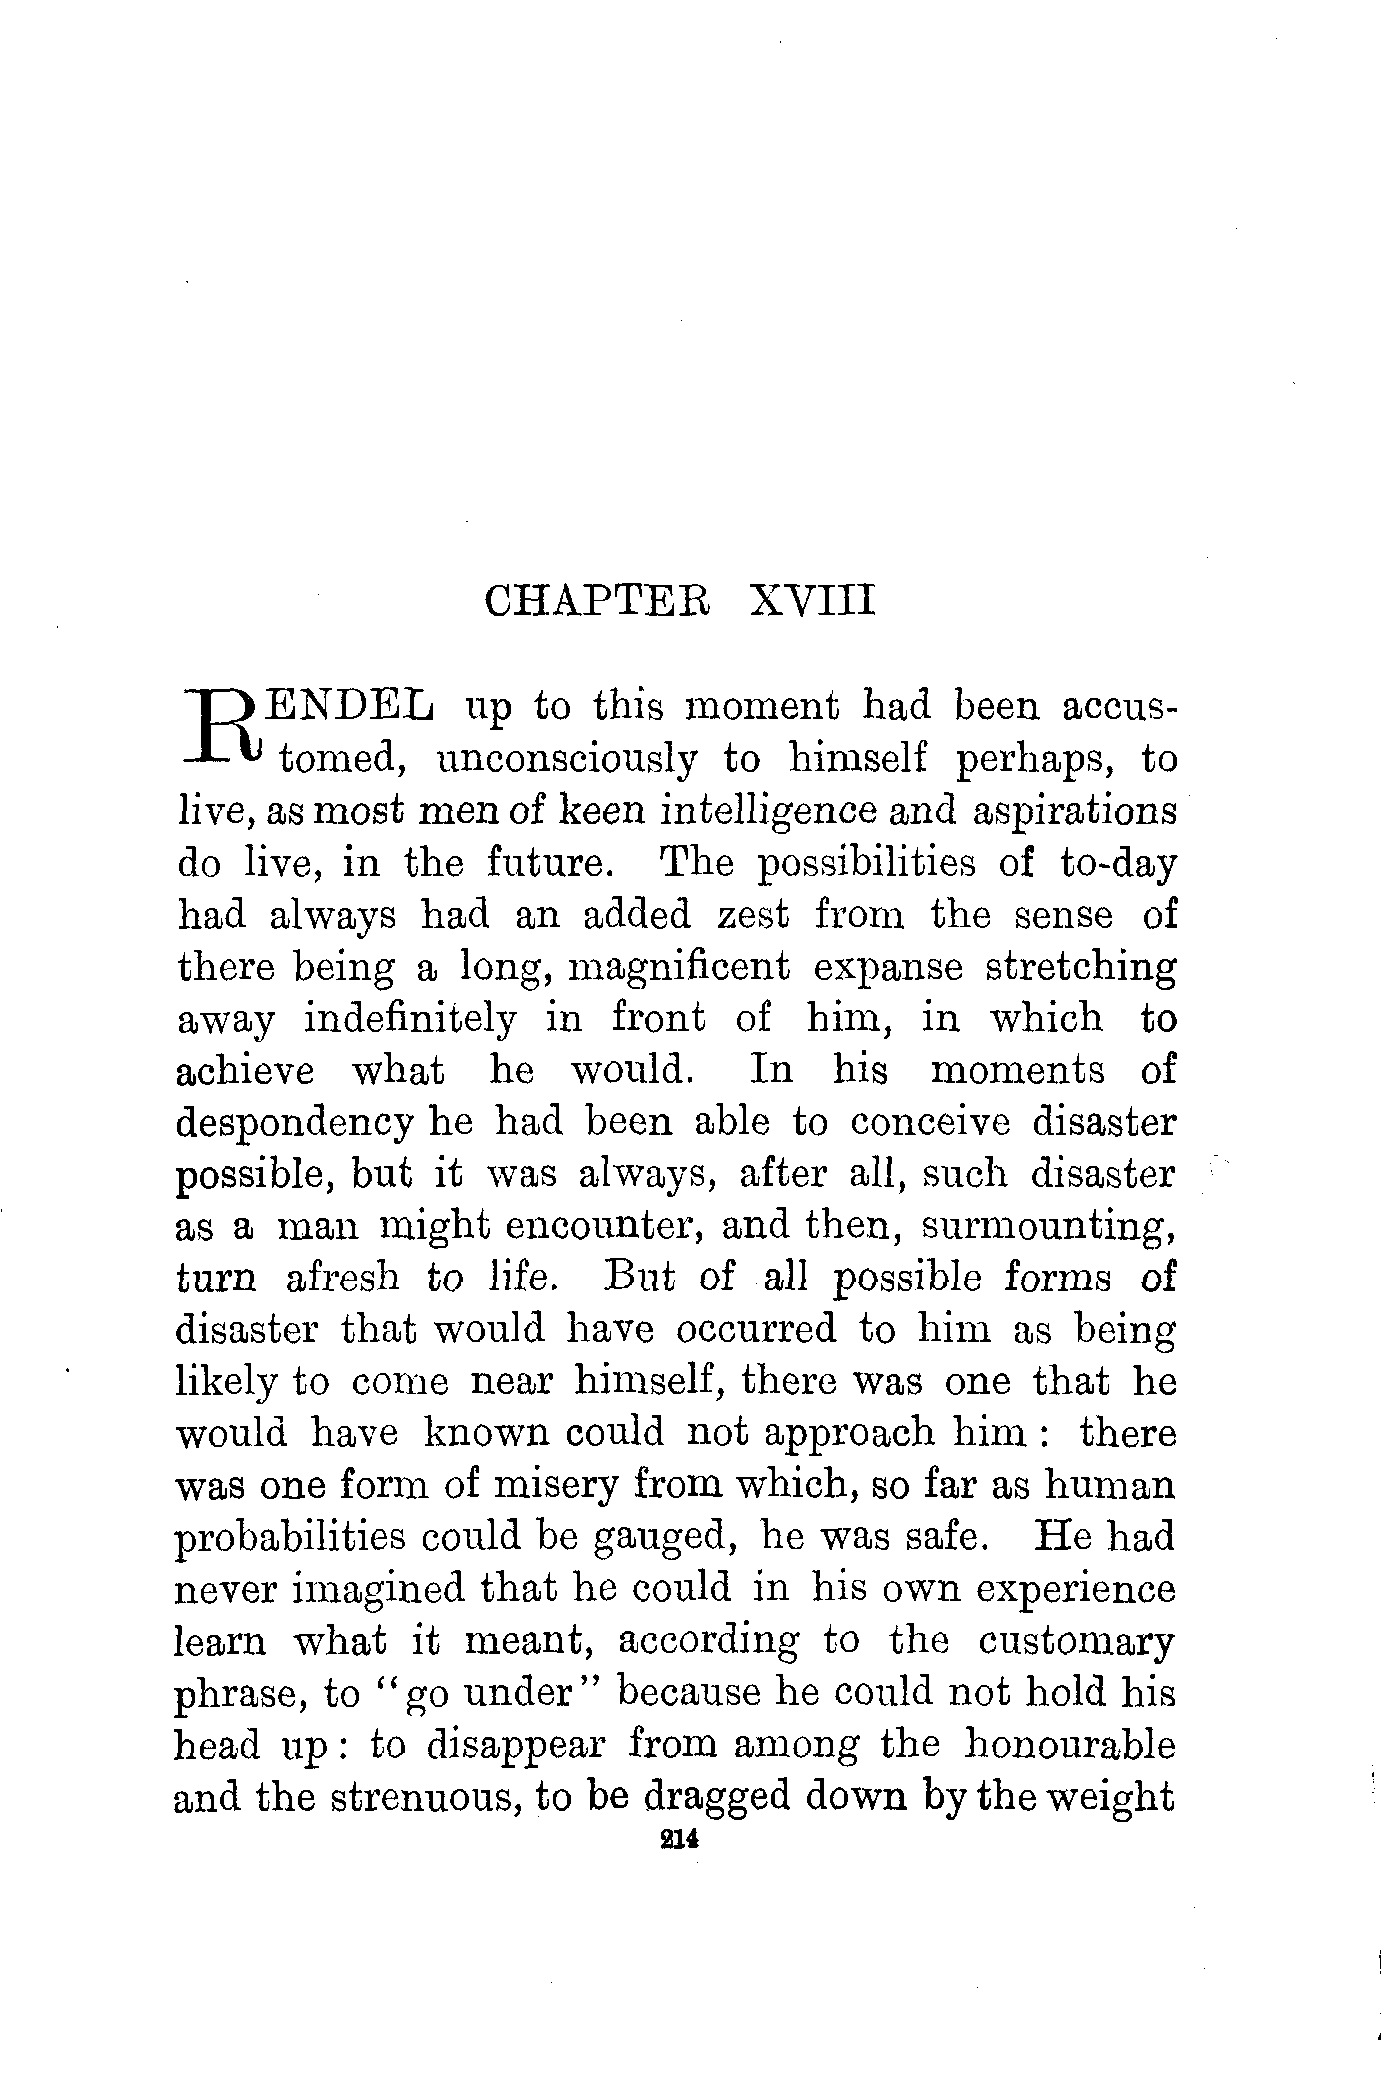 CHAPTER XVIII
RENDEL up to this moment had been accus-
tomed, unconsciously to himself perhaps, to
live, as most men of keen intelligence and aspirations
do live, in the future. The possibilities of to-day
had always had an added zest from the sense of
there being a long, magnificent expanse stretching
away indefinitely in front of him, in which to
achieve what he would. In his moments of
despondency he had been able to conceive disaster
possible, but it was always, after all, such disaster
as a man might encounter, and then, surmounting,
turn afresh to life. But of all possible forms of
disaster that would have occurred to him as being
likely to come near himself, there was one that he
would have known could not approach him : there
was one form of misery from which, so far as human
probabilities could be gauged, he was safe. He had
never imagined that he could in his own experience
learn what it meant, according to the customary
phrase, to "go under" because he could not hold his
head up : to disappear from among the honourable
and the strenuous, to be dragged down by the weight
214